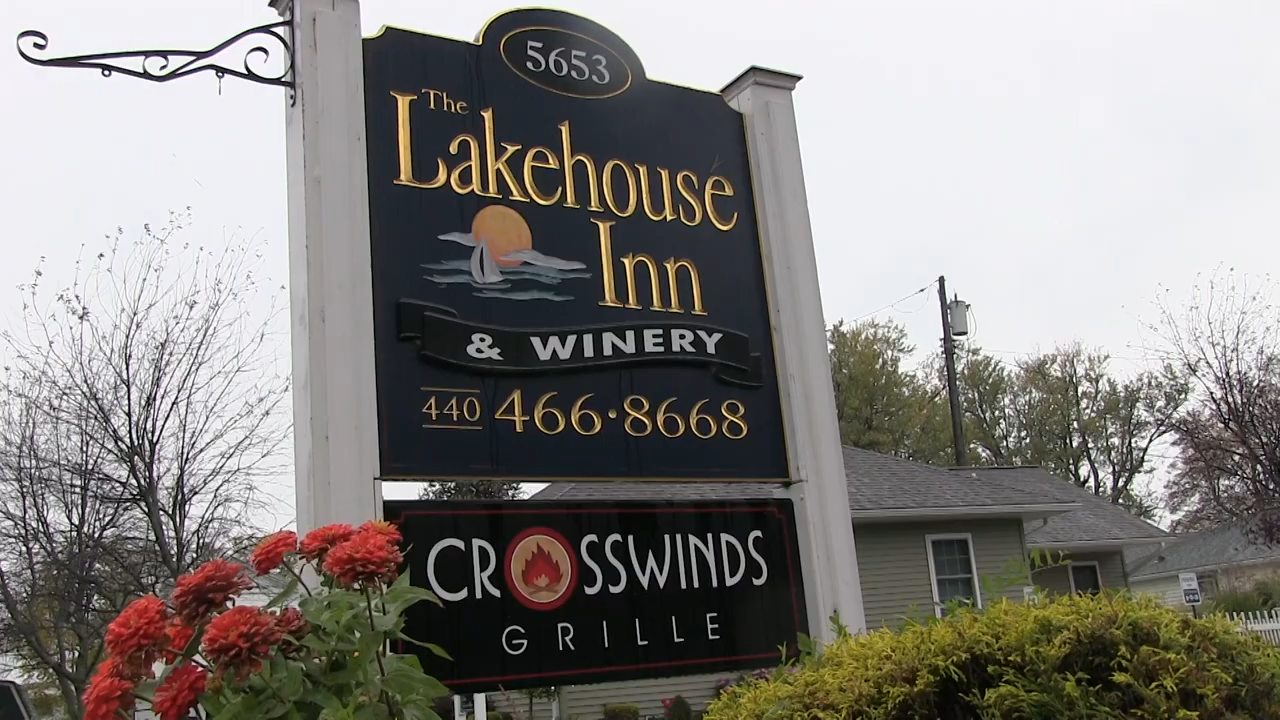 5653
The
Lakehouse
Inn
& WINERY
440 466·8668
CROSSWINDS
GRILLE